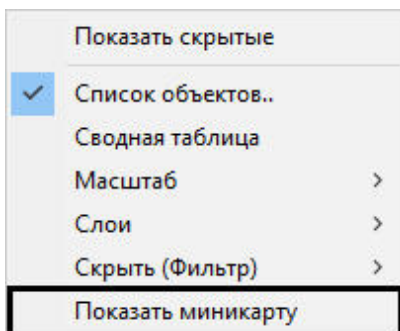 Показать скрытые
Список объектов..
Сводная таблица
Масштаб
Слои
Скрыть (Фильтр)
Показать миникарту